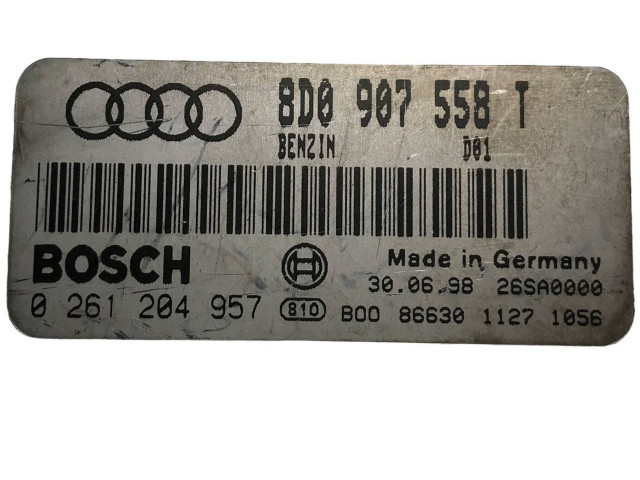 8D0 907 558 T
BENZIN D01
BOSCH Made in Germany
30.06.98 26SA0000
0 261 204 957 810 B00 86630 1127 1056